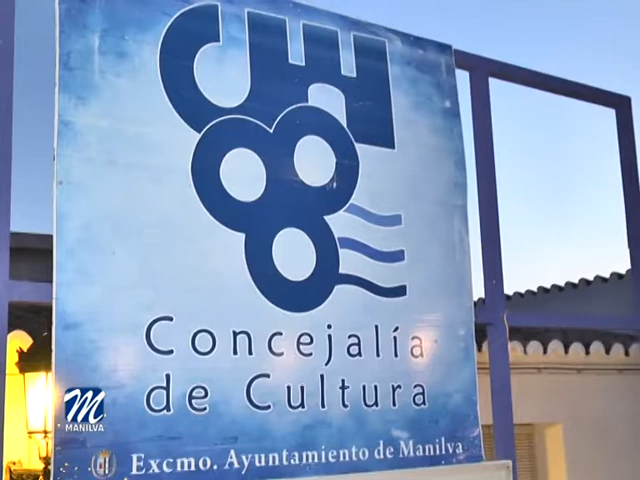 Concejalía
de Cultura
M
MANILVA
Excmo. Ayuntamiento de Manilva